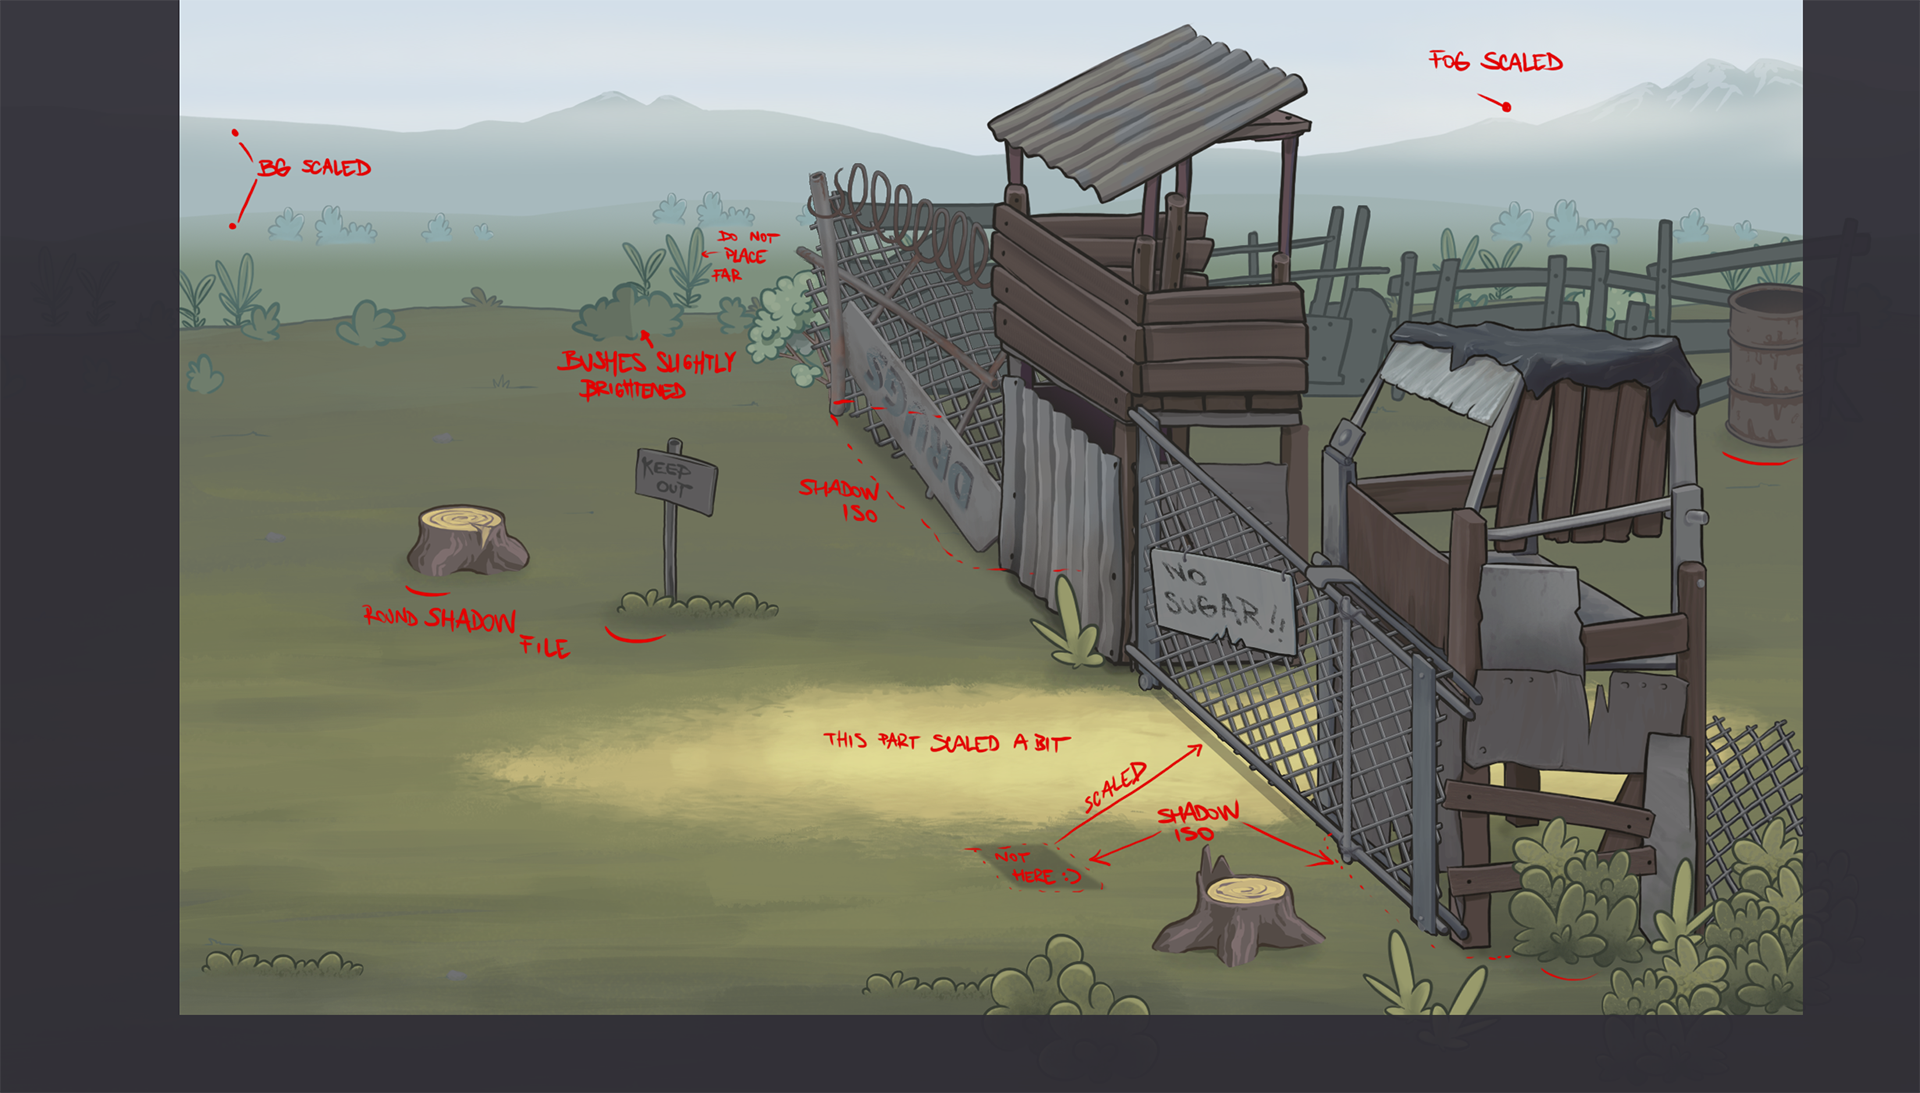 FOG SCALED
BG SCALED
DO NOT
PLACE
FAR
BUSHES SLIGHTLY
BRIGHTENED
KEEP
OUT
DRUGS
SHADOW
ISO
NO
SUGAR!!
ROUND SHADOW
FILE
THIS PART SCALED A BIT
SCALED
SHADOW
ISO
NOT
HERE :)